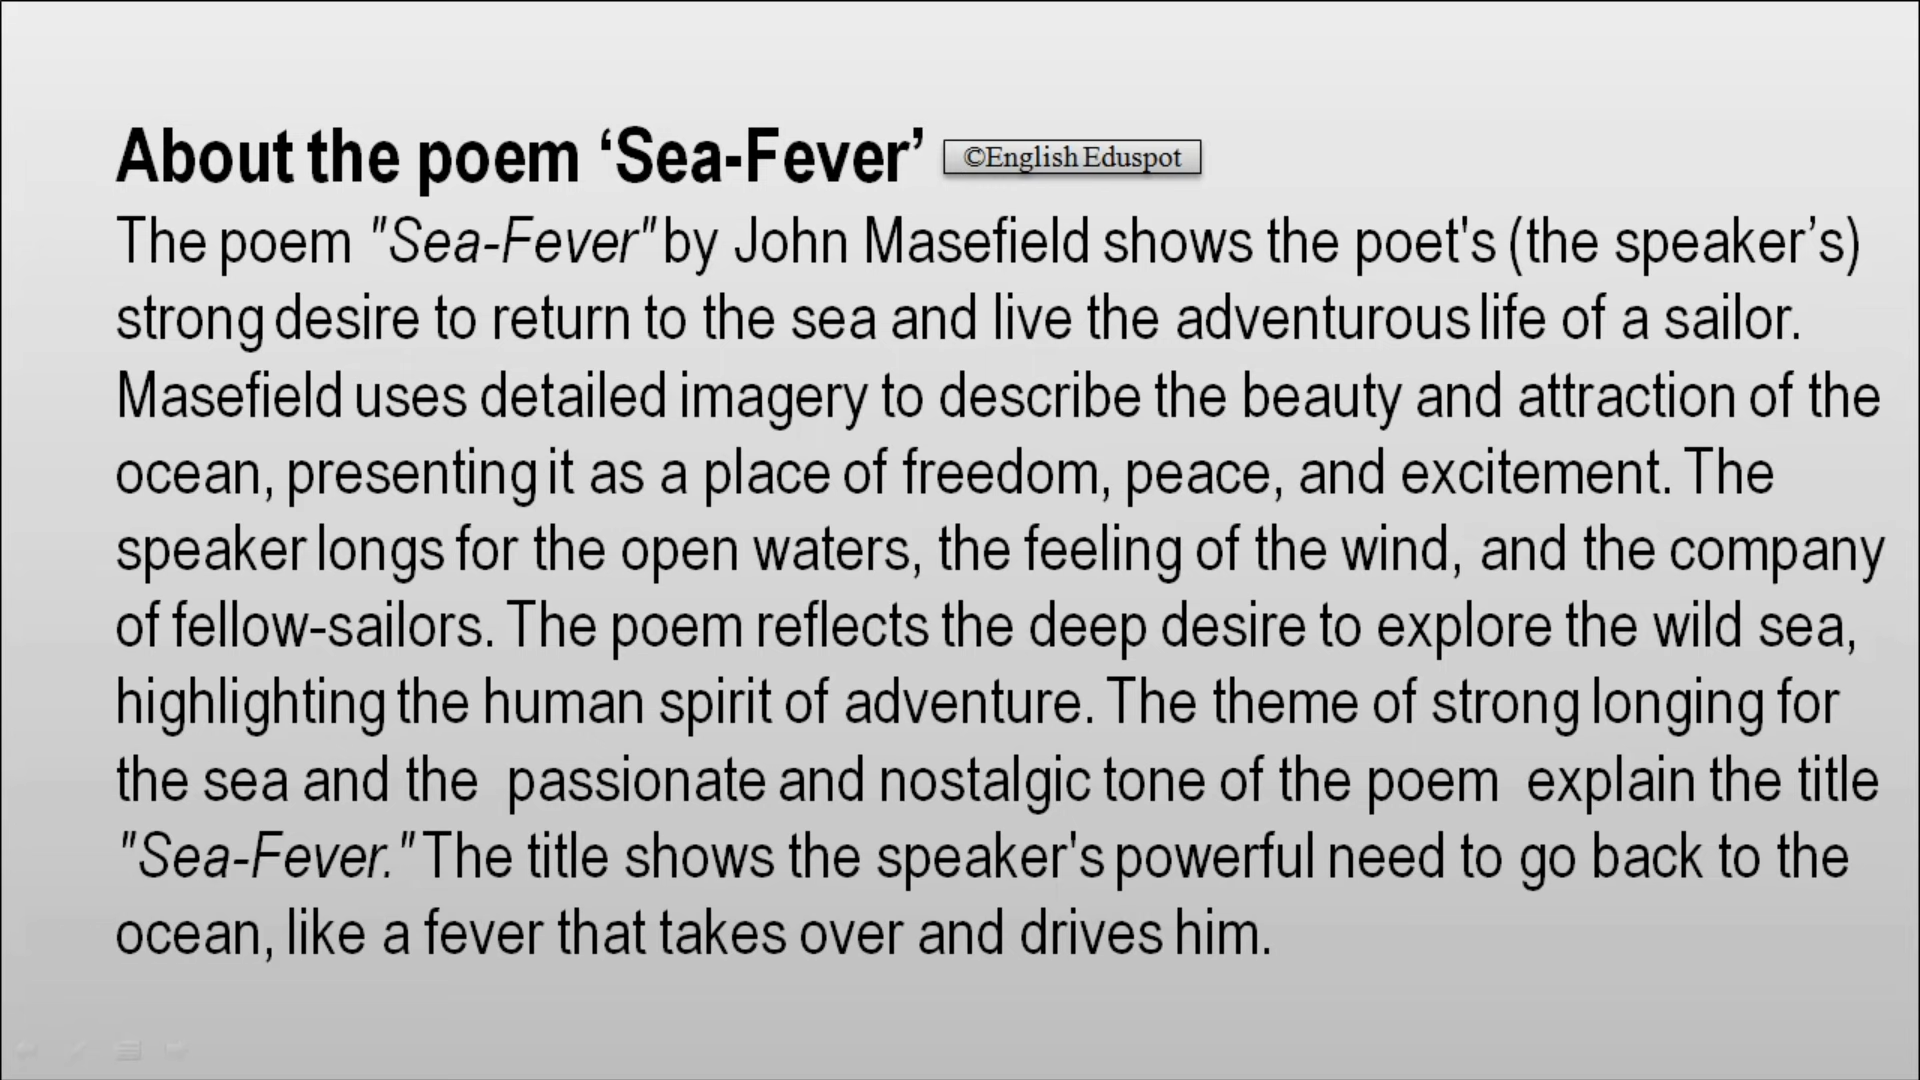 About the poem ‘Sea-Fever’ ©English Eduspot
The poem "Sea-Fever" by John Masefield shows the poet's (the speaker’s)
strong desire to return to the sea and live the adventurous life of a sailor.
Masefield uses detailed imagery to describe the beauty and attraction of the
ocean, presenting it as a place of freedom, peace, and excitement. The
speaker longs for the open waters, the feeling of the wind, and the company
of fellow-sailors. The poem reflects the deep desire to explore the wild sea,
highlighting the human spirit of adventure. The theme of strong longing for
the sea and the passionate and nostalgic tone of the poem explain the title
"Sea-Fever." The title shows the speaker's powerful need to go back to the
ocean, like a fever that takes over and drives him.